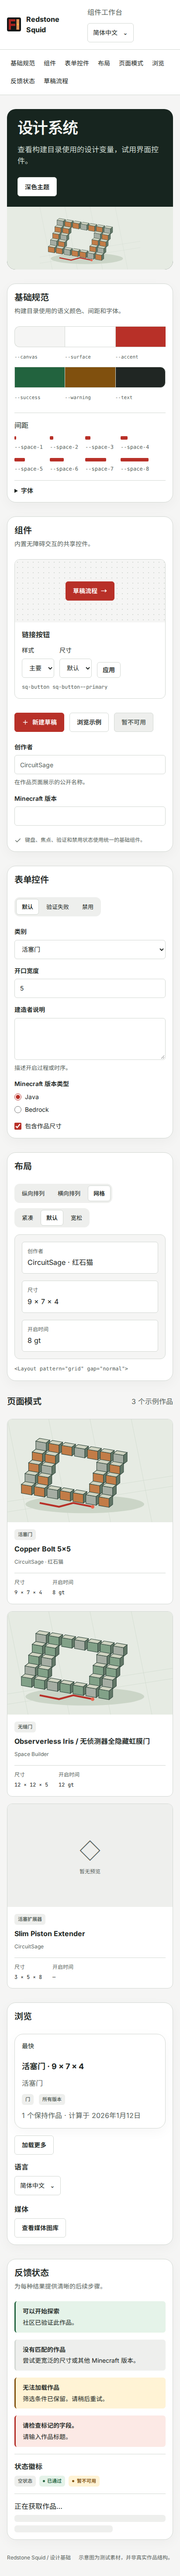 Redstone
Squid
组件工作台
简体中文
基础规范 组件 表单控件 布局 页面模式 浏览
反馈状态 草稿流程
设计系统
查看构建目录使用的设计变量，试用界面控件。
深色主题
基础规范
构建目录使用的语义颜色、间距和字体。
--canvas --surface --accent
--success --warning --text
间距
--space-1 --space-2 --space-3 --space-4
--space-5 --space-6 --space-7 --space-8
字体
组件
内置无障碍交互的共享控件。
草稿流程 →
链接按钮
样式 尺寸
主要 默认 应用
sq-button sq-button--primary
＋ 新建草稿 浏览示例 暂不可用
创作者
CircuitSage
在作品页面展示的公开名称。
Minecraft 版本
✓ 键盘、焦点、验证和禁用状态使用统一的基础组件。
表单控件
默认 验证失败 禁用
类别
活塞门
开口宽度
5
建造者说明
描述开启过程或时序。
Minecraft 版本类型
Java
Bedrock
包含作品尺寸
布局
纵向排列 横向排列 网格
紧凑 默认 宽松
创作者
CircuitSage · 红石猫
尺寸
9 × 7 × 4
开启时间
8 gt
<Layout pattern="grid" gap="normal">
页面模式 3 个示例作品
活塞门
Copper Bolt 5×5
CircuitSage · 红石猫
尺寸 开启时间
9 × 7 × 4 8 gt
无缝门
Observerless Iris / 无侦测器全隐藏虹膜门
Space Builder
尺寸 开启时间
12 × 12 × 5 12 gt
暂无预览
活塞扩展器
Slim Piston Extender
CircuitSage
尺寸 开启时间
3 × 5 × 8 —
浏览
最快
活塞门 · 9 × 7 × 4
活塞门
门 所有版本
1 个保持作品 · 计算于 2026年1月12日
加载更多
语言
简体中文
媒体
查看媒体图库
反馈状态
为每种结果提供清晰的后续步骤。
可以开始探索
社区已验证此作品。
没有匹配的作品
尝试更宽泛的尺寸或其他 Minecraft 版本。
无法加载作品
筛选条件已保留。请稍后重试。
请检查标记的字段。
请输入作品标题。
状态徽标
空状态 已通过 暂不可用
正在获取作品…
Redstone Squid / 设计基础 示意图为测试素材，并非真实作品结构。